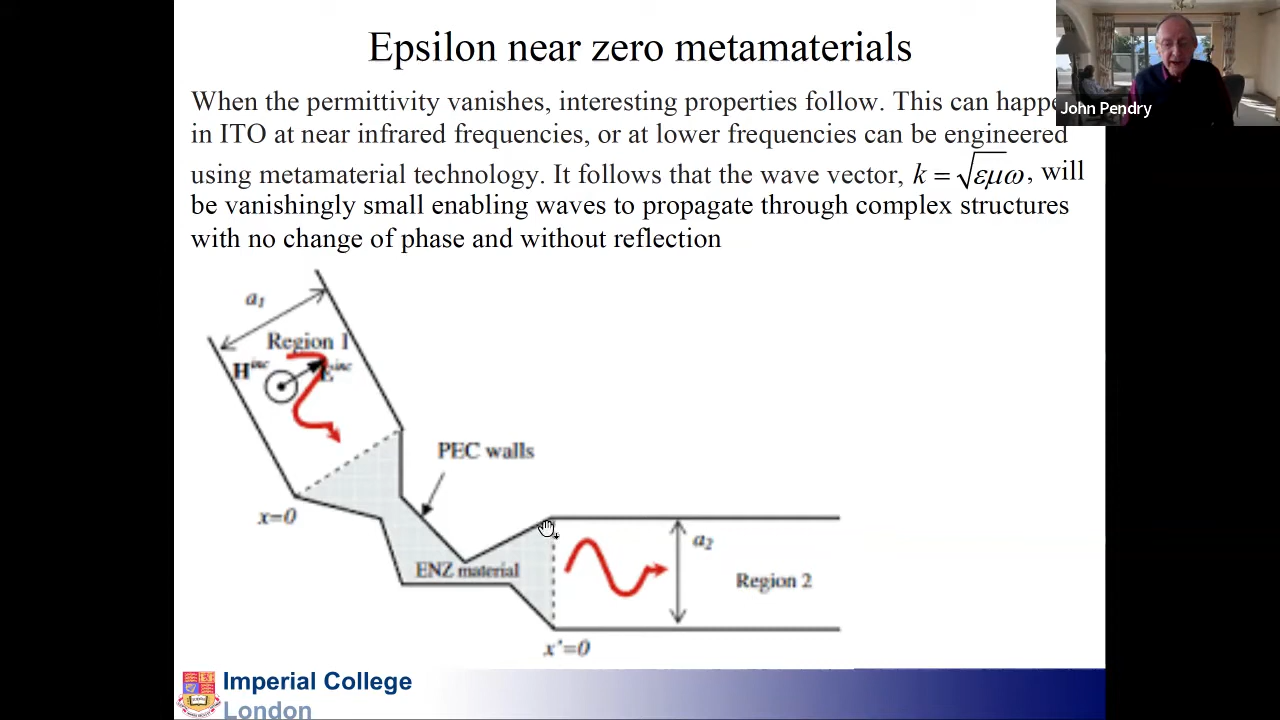 Epsilon near zero metamaterials
When the permittivity vanishes, interesting properties follow. This can happe
in ITO at near infrared frequencies, or at lower frequencies can be engineered
using metamaterial technology. It follows that the wave vector, k = √εμω, will
be vanishingly small enabling waves to propagate through complex structures
with no change of phase and without reflection
John Pendry
a₁
Region 1
H^inc
E^inc
PEC walls
x=0
ENZ material
a₂
Region 2
x'=0
Imperial College
London